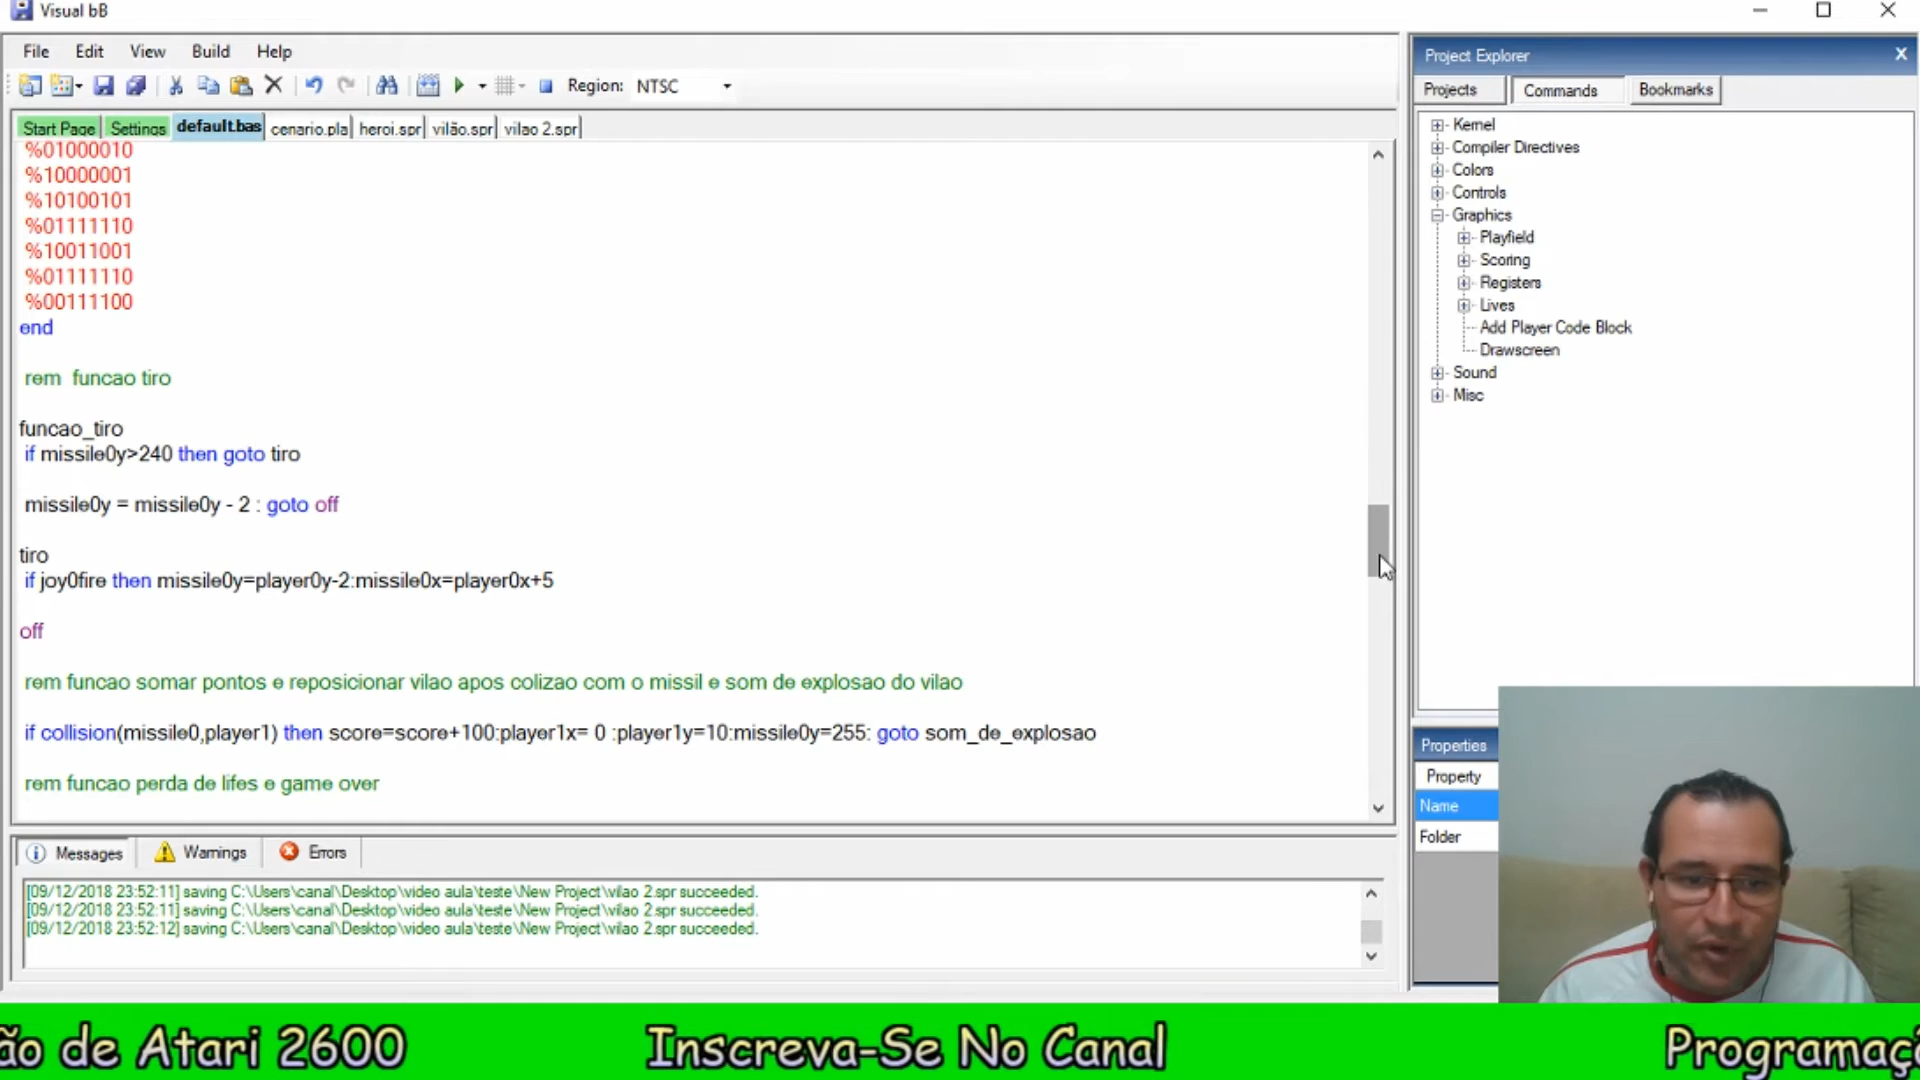 Visual bB
File Edit View Build Help
Region: NTSC
Start Page Settings default.bas cenario.pla heroi.spr vilão.spr vilao 2.spr
%01000010
%10000001
%10100101
%01111110
%10011001
%01111110
%00111100
end
rem  funcao tiro
funcao_tiro
if missile0y>240 then goto tiro
missile0y = missile0y - 2 : goto off
tiro
if joy0fire then missile0y=player0y-2:missile0x=player0x+5
off
rem funcao somar pontos e reposicionar vilao apos colizao com o missil e som de explosao do vilao
if collision(missile0,player1) then score=score+100:player1x= 0 :player1y=10:missile0y=255: goto som_de_explosao
rem funcao perda de lifes e game over
Messages Warnings Errors
[09/12/2018 23:52:11] saving C:\Users\canal\Desktop\video aula\teste\New Project\vilao 2.spr succeeded.
[09/12/2018 23:52:11] saving C:\Users\canal\Desktop\video aula\teste\New Project\vilao 2.spr succeeded.
[09/12/2018 23:52:12] saving C:\Users\canal\Desktop\video aula\teste\New Project\vilao 2.spr succeeded.
Project Explorer X
Projects Commands Bookmarks
Kernel
Compiler Directives
Colors
Controls
Graphics
Playfield
Scoring
Registers
Lives
Add Player Code Block
Drawscreen
Sound
Misc
Properties
Property
Name
Folder
ão de Atari 2600 Inscreva-Se No Canal Programaçã